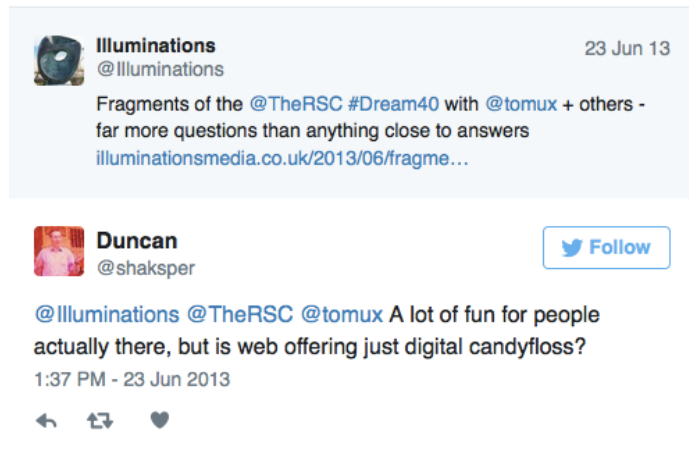 Illuminations
23 Jun 13
@Illuminations
Fragments of the @TheRSC #Dream40 with @tomux + others -
far more questions than anything close to answers
illuminationsmedia.co.uk/2013/06/fragme…
Duncan
Follow
@shaksper
@Illuminations @TheRSC @tomux A lot of fun for people
actually there, but is web offering just digital candyfloss?
1:37 PM - 23 Jun 2013